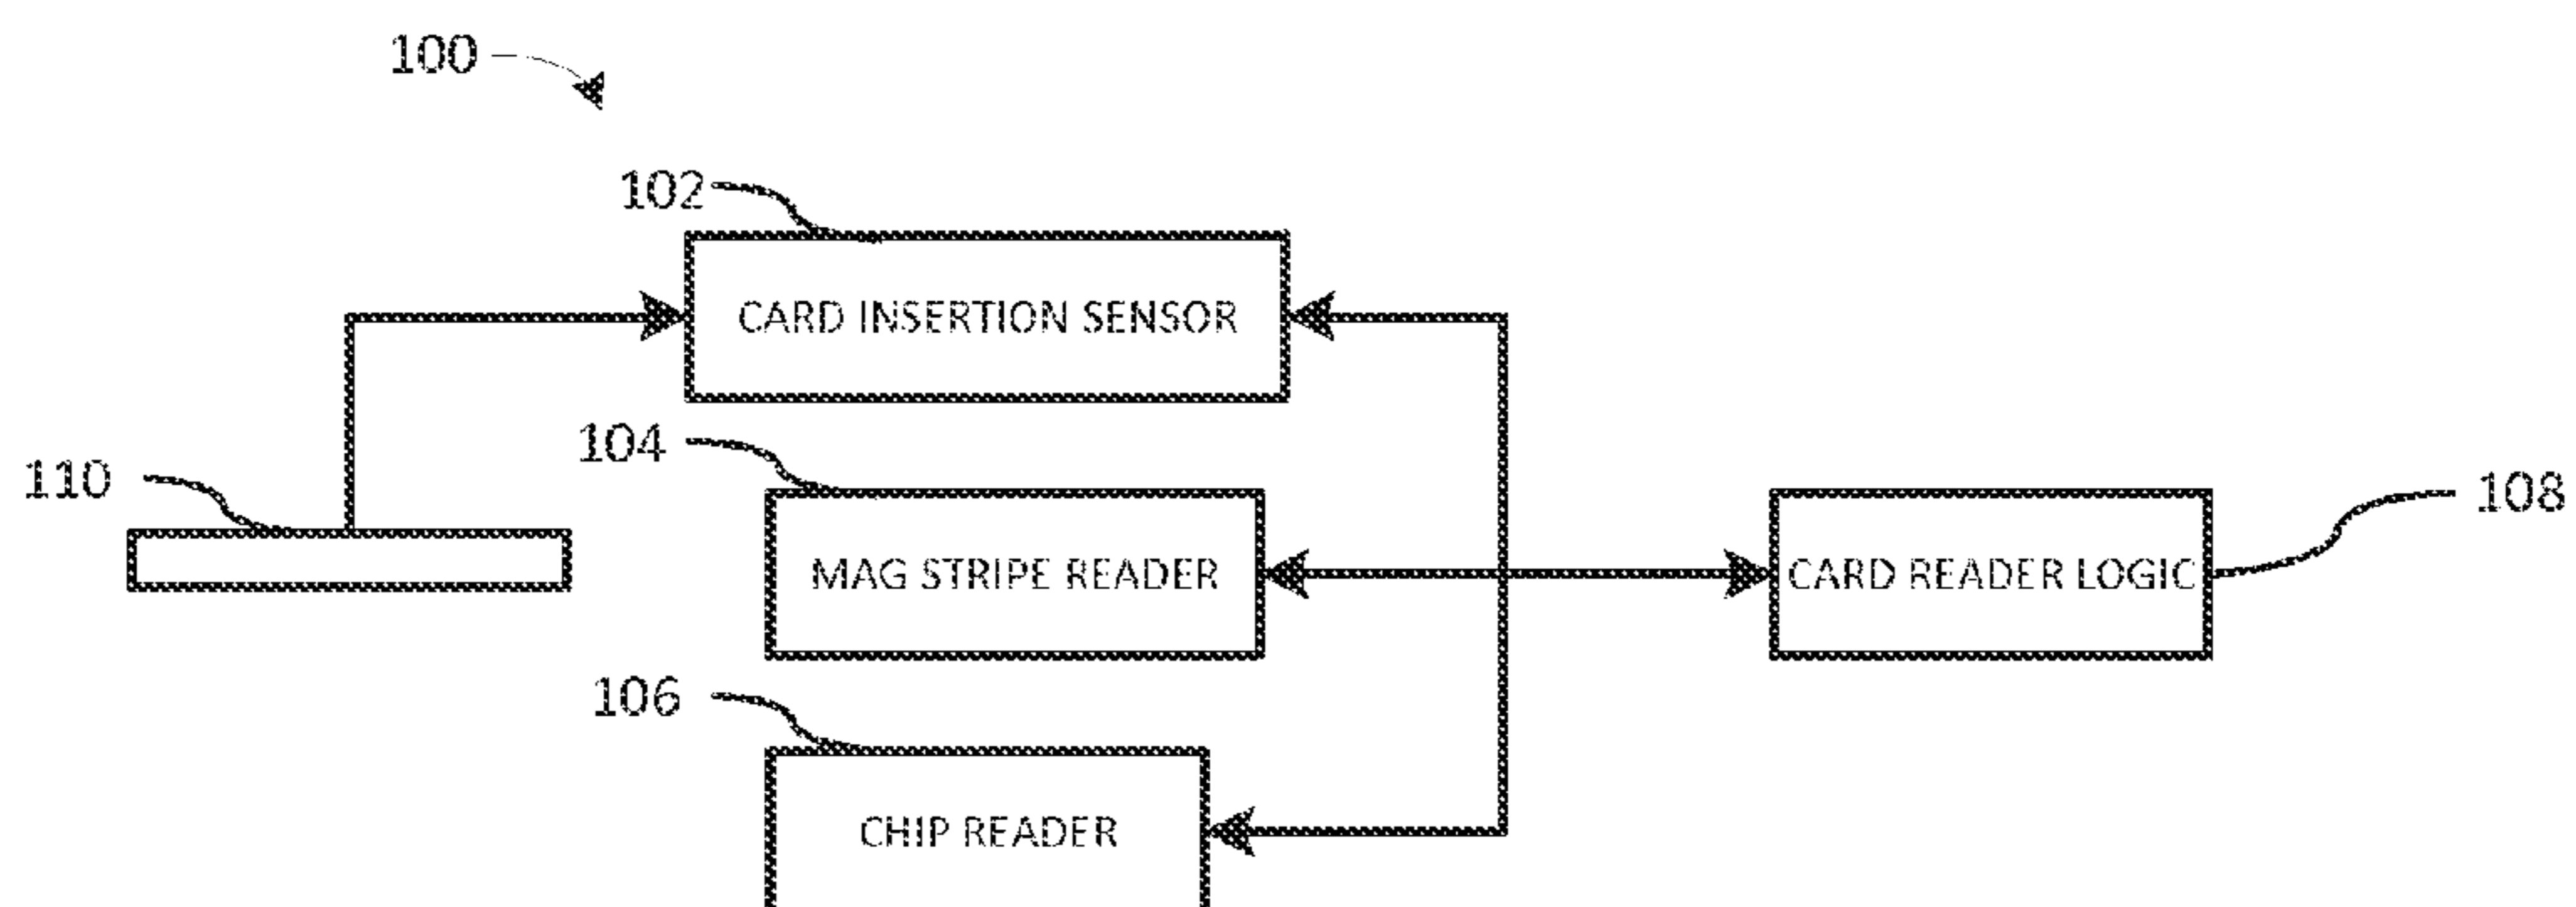 100
102
CARD INSERTION SENSOR
104
110
108
MAG STRIPE READER
CARD READER LOGIC
106
CHIP READER